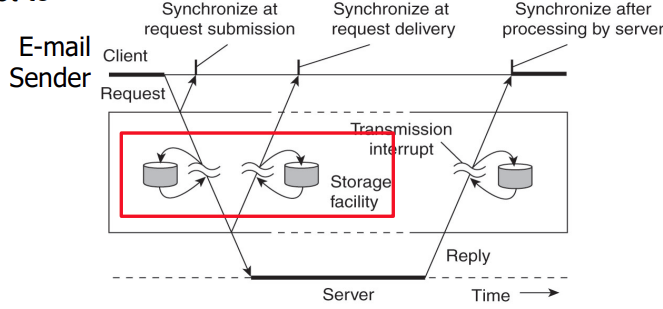 Synchronize at
request submission
Synchronize at
request delivery
Synchronize after
processing by server
E-mail
Sender
Client
Request
Transmission
interrupt
Storage
facility
Reply
Server
Time